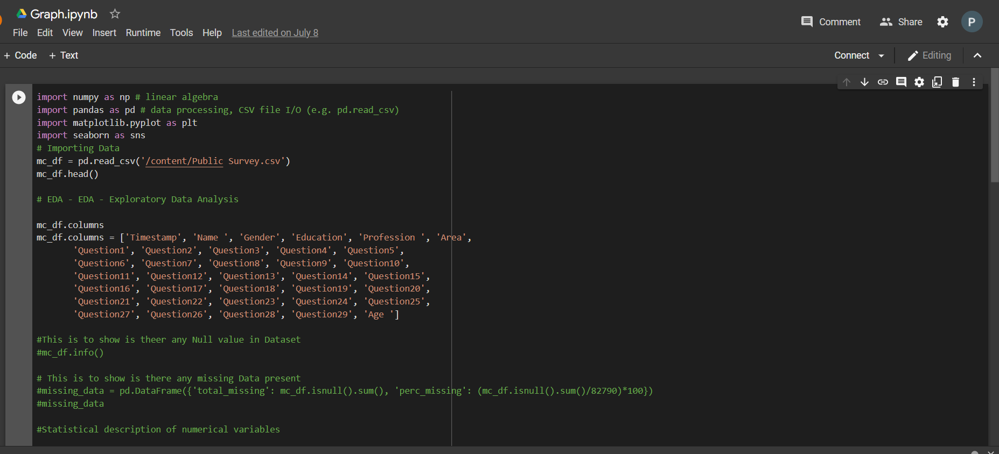 Graph.ipynb
File Edit View Insert Runtime Tools Help Last edited on July 8
Comment Share P
+ Code + Text
Connect Editing
import numpy as np # linear algebra
import pandas as pd # data processing, CSV file I/O (e.g. pd.read_csv)
import matplotlib.pyplot as plt
import seaborn as sns
# Importing Data
mc_df = pd.read_csv('/content/Public Survey.csv')
mc_df.head()
# EDA - EDA - Exploratory Data Analysis
mc_df.columns
mc_df.columns = ['Timestamp', 'Name ', 'Gender', 'Education', 'Profession ', 'Area',
'Question1', 'Question2', 'Question3', 'Question4', 'Question5',
'Question6', 'Question7', 'Question8', 'Question9', 'Question10',
'Question11', 'Question12', 'Question13', 'Question14', 'Question15',
'Question16', 'Question17', 'Question18', 'Question19', 'Question20',
'Question21', 'Question22', 'Question23', 'Question24', 'Question25',
'Question27', 'Question26', 'Question28', 'Question29', 'Age ']
#This is to show is theer any Null value in Dataset
#mc_df.info()
# This is to show is there any missing Data present
#missing_data = pd.DataFrame({'total_missing': mc_df.isnull().sum(), 'perc_missing': (mc_df.isnull().sum()/82790)*100})
#missing_data
#Statistical description of numerical variables